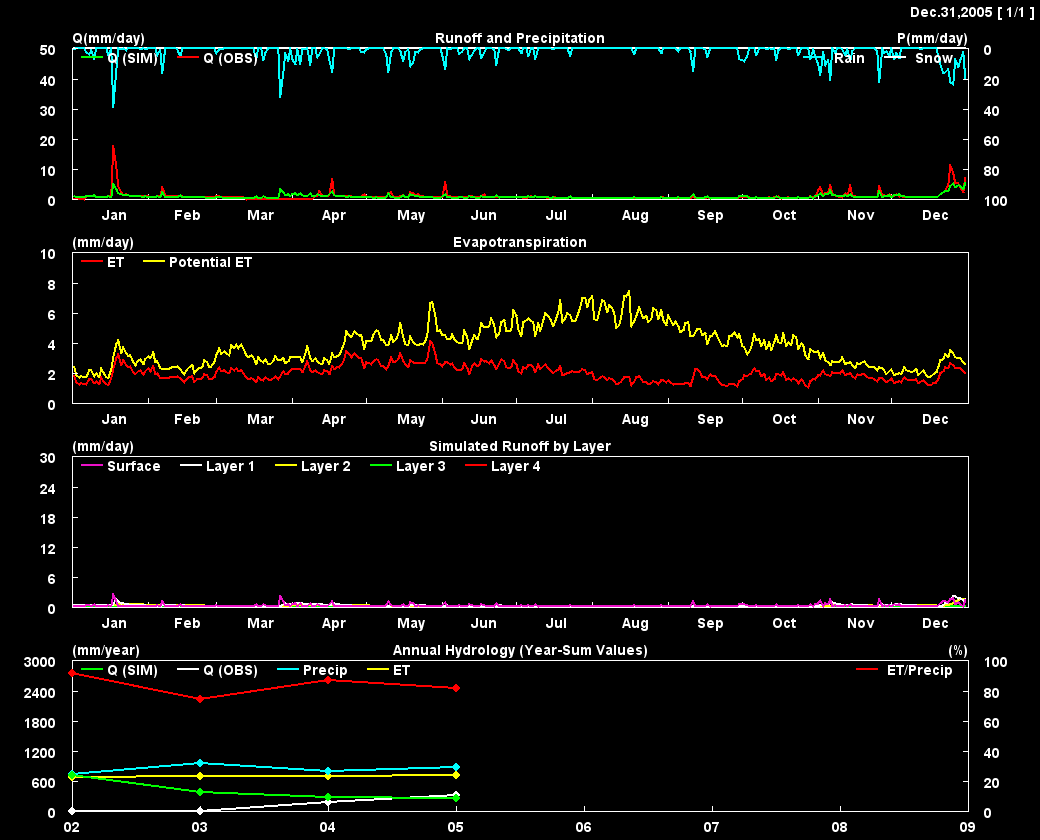 Dec.31,2005 [ 1/1 ]
Q(mm/day) Runoff and Precipitation P(mm/day)
50 Q (SIM) Q (OBS) Rain Snow 0
40 20
30 40
20 60
10 80
0 100
Jan Feb Mar Apr May Jun Jul Aug Sep Oct Nov Dec
(mm/day) Evapotranspiration
10 ET Potential ET
8
6
4
2
0
Jan Feb Mar Apr May Jun Jul Aug Sep Oct Nov Dec
(mm/day) Simulated Runoff by Layer
30 Surface Layer 1 Layer 2 Layer 3 Layer 4
24
18
12
6
0
Jan Feb Mar Apr May Jun Jul Aug Sep Oct Nov Dec
(mm/year) Annual Hydrology (Year-Sum Values) (%)
3000 Q (SIM) Q (OBS) Precip ET ET/Precip 100
2400 80
1800 60
1200 40
600 20
0 0
02 03 04 05 06 07 08 09